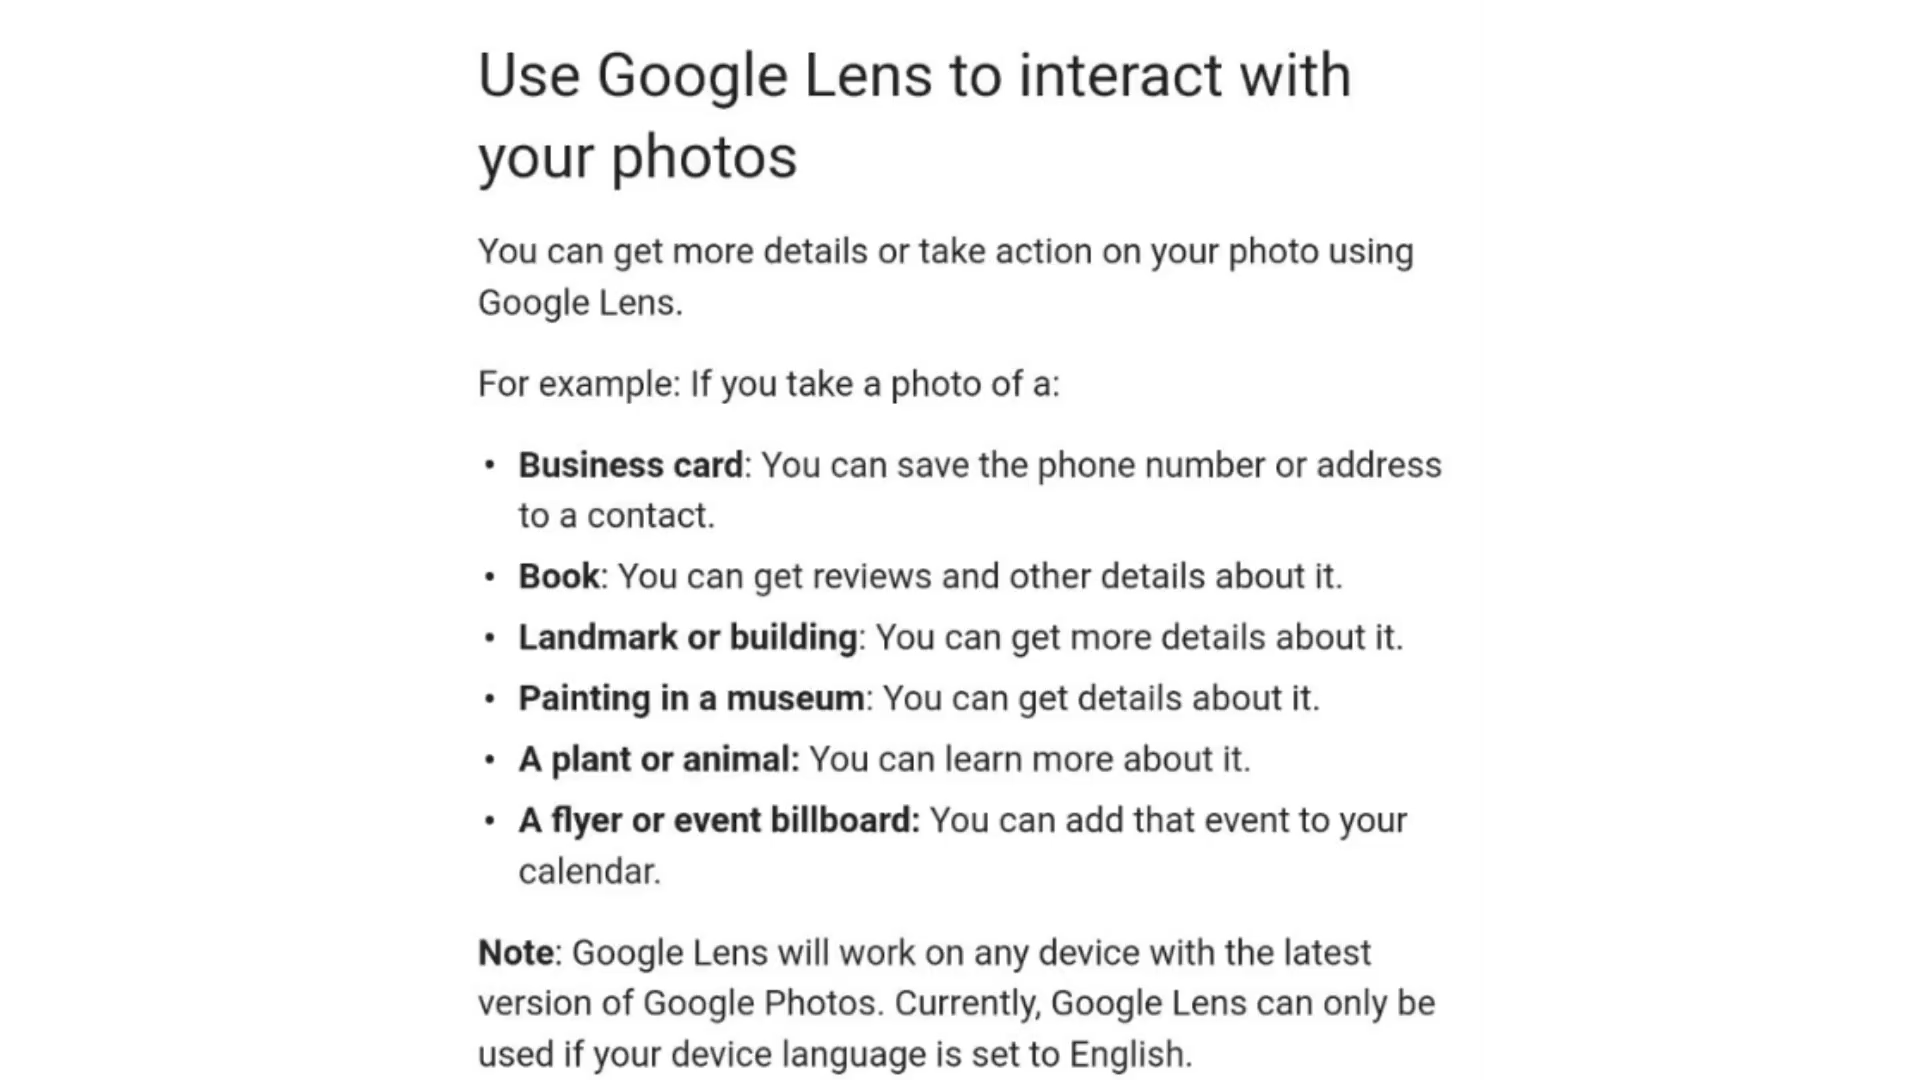 Use Google Lens to interact with
your photos
You can get more details or take action on your photo using
Google Lens.
For example: If you take a photo of a:
• Business card: You can save the phone number or address
to a contact.
• Book: You can get reviews and other details about it.
• Landmark or building: You can get more details about it.
• Painting in a museum: You can get details about it.
• A plant or animal: You can learn more about it.
• A flyer or event billboard: You can add that event to your
calendar.
Note: Google Lens will work on any device with the latest
version of Google Photos. Currently, Google Lens can only be
used if your device language is set to English.